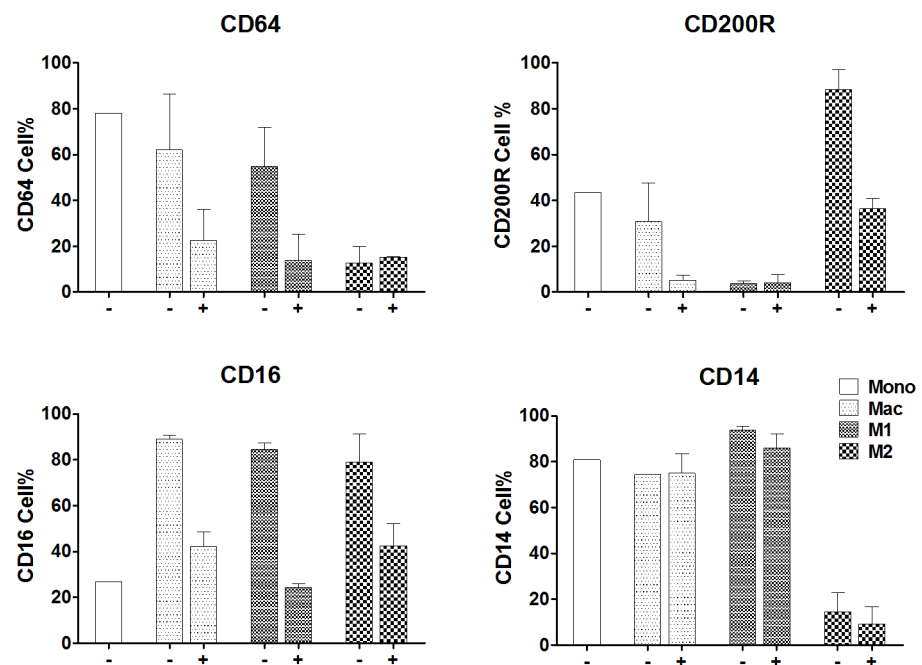 CD64
CD64 Cell%
100
80
60
40
20
0
- - + - + - +
CD200R
CD200R Cell %
100
80
60
40
20
0
- - + - + - +
CD16
CD16 Cell%
100
80
60
40
20
0
- - + - + - +
CD14
CD14 Cell%
100
80
60
40
20
0
- - + - + - +
Mono
Mac
M1
M2